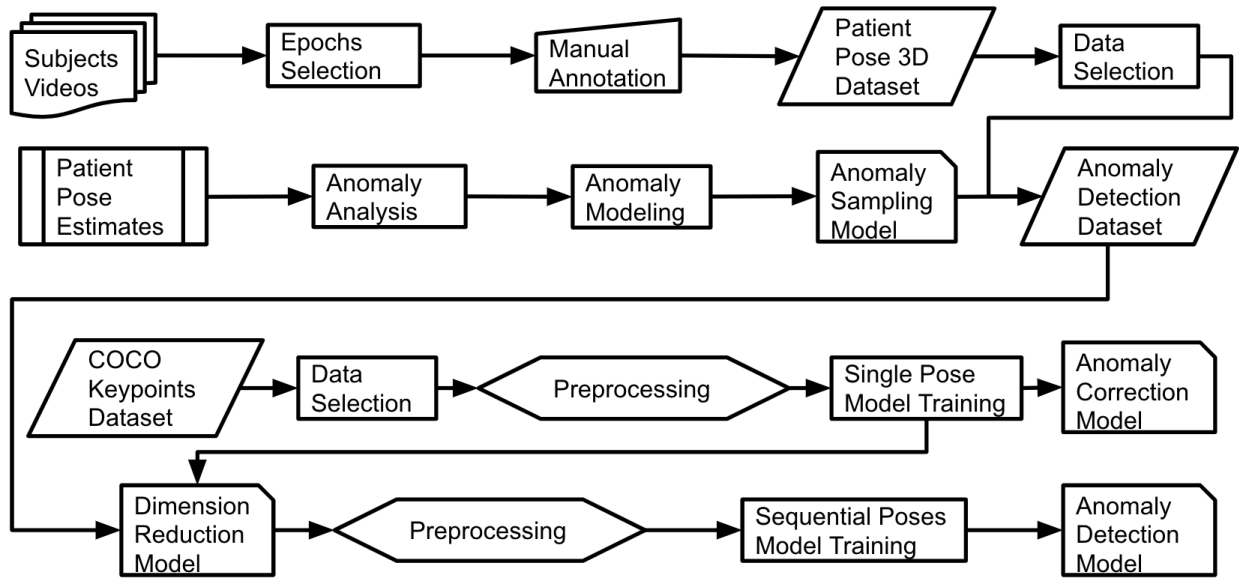 Subjects
Videos
Epochs
Selection
Manual
Annotation
Patient
Pose 3D
Dataset
Data
Selection
Patient
Pose
Estimates
Anomaly
Analysis
Anomaly
Modeling
Anomaly
Sampling
Model
Anomaly
Detection
Dataset
COCO
Keypoints
Dataset
Data
Selection
Preprocessing
Single Pose
Model Training
Anomaly
Correction
Model
Dimension
Reduction
Model
Preprocessing
Sequential Poses
Model Training
Anomaly
Detection
Model